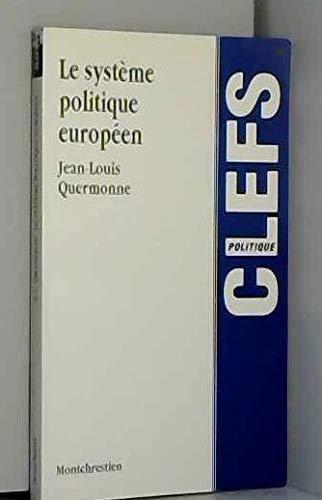 Le système
politique
européen
Jean-Louis
Quermonne
Montchrestien
CLEFS
POLITIQUE